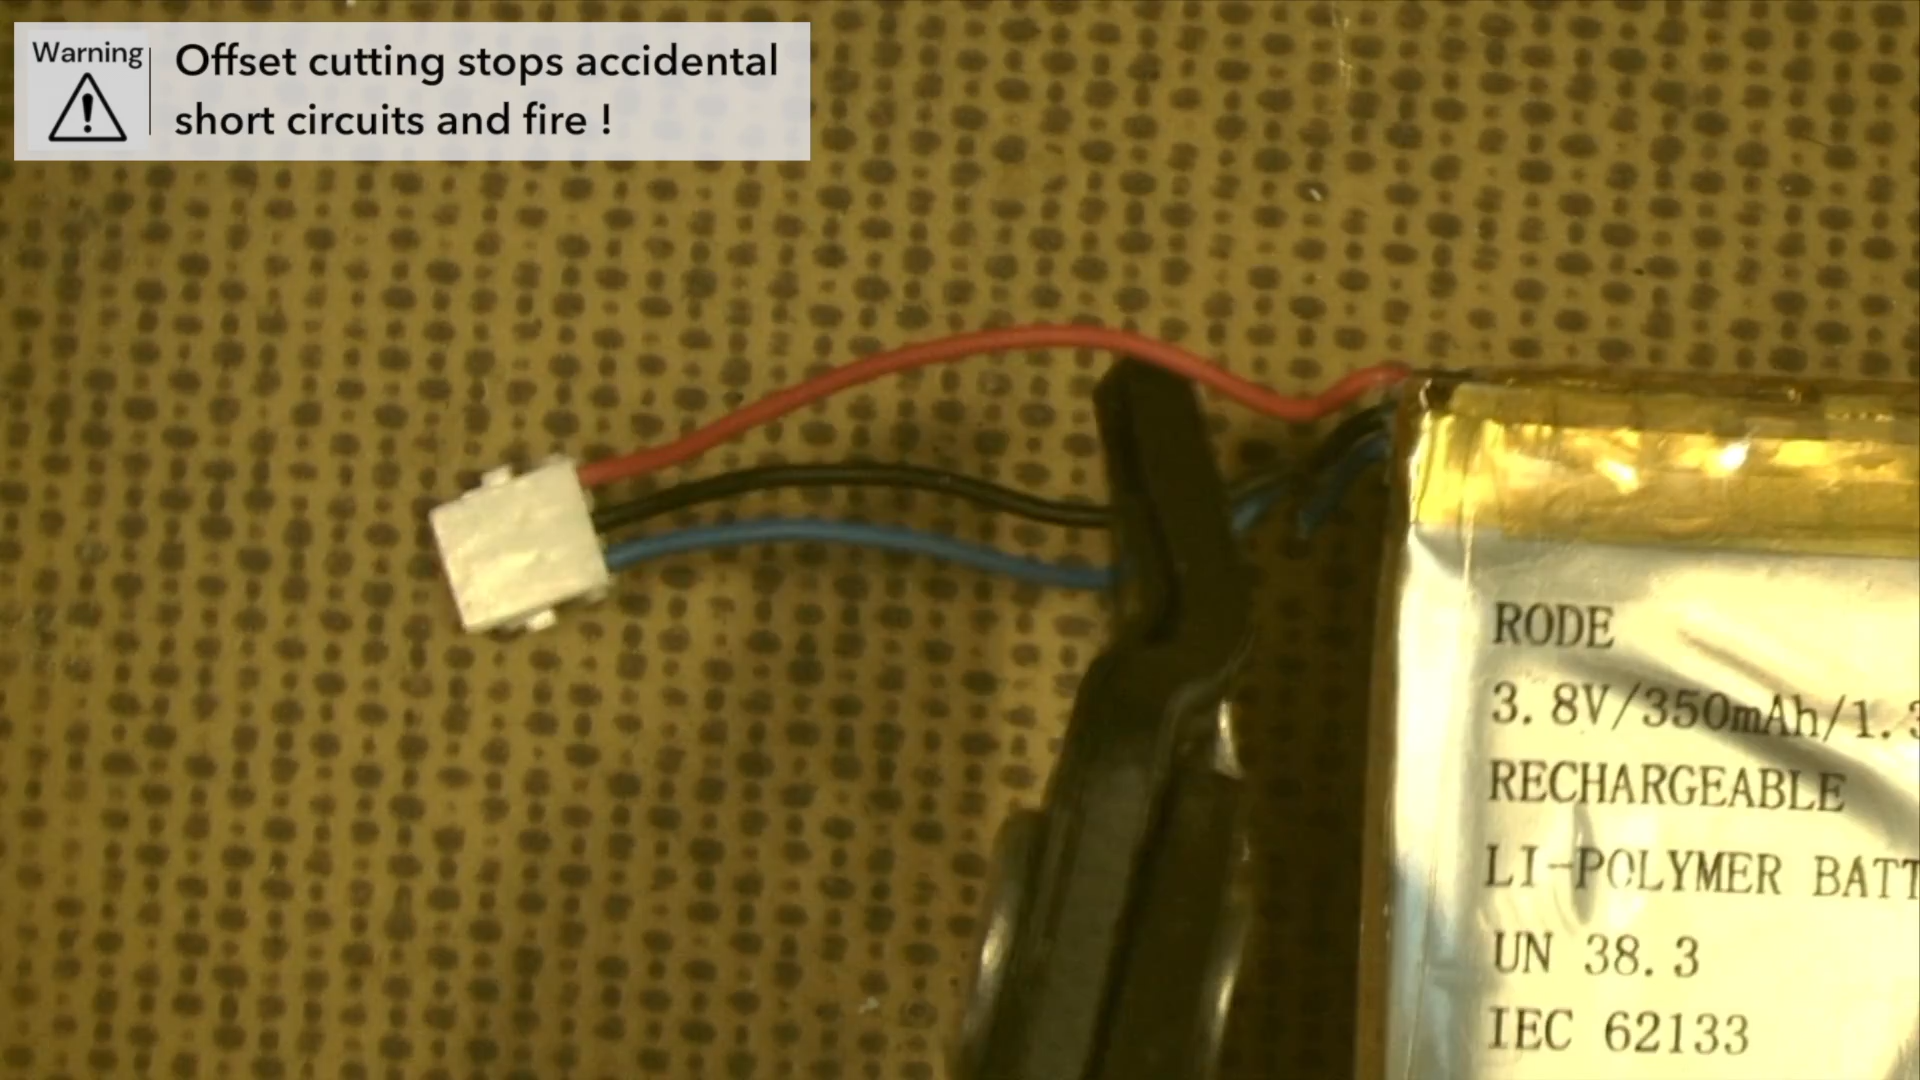 Warning
Offset cutting stops accidental
short circuits and fire !
RODE
3.8V/350mAh/1.3
RECHARGEABLE
LI-POLYMER BATT
UN 38.3
IEC 62133